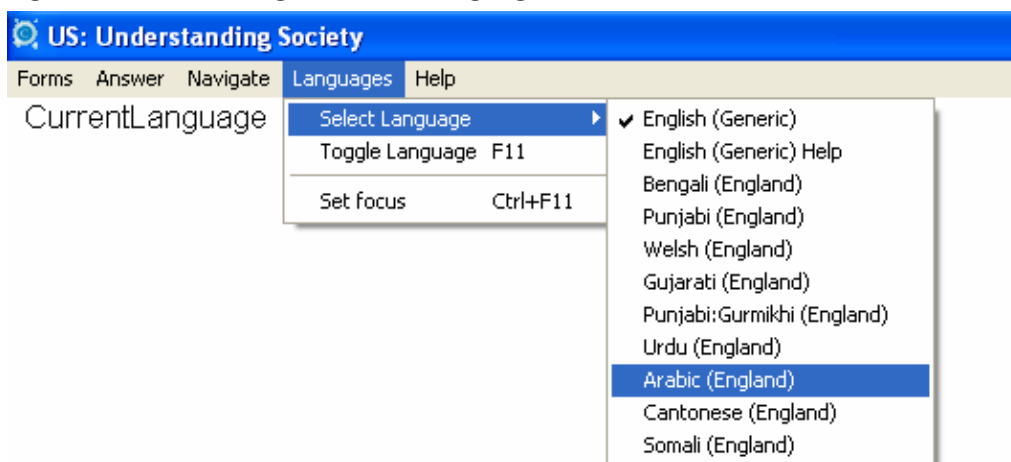 US: Understanding Society
Forms Answer Navigate Languages Help
CurrentLanguage
Select Language
Toggle Language F11
Set focus Ctrl+F11
English (Generic)
English (Generic) Help
Bengali (England)
Punjabi (England)
Welsh (England)
Gujarati (England)
Punjabi:Gurmikhi (England)
Urdu (England)
Arabic (England)
Cantonese (England)
Somali (England)